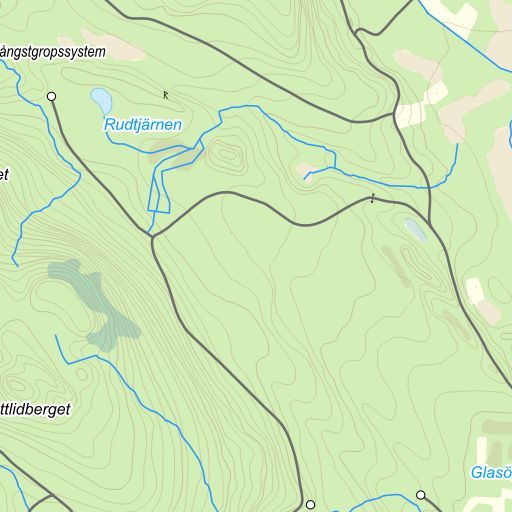 ångstgropssystem
R
Rudtjärnen
et
ttlidberget
Glasö